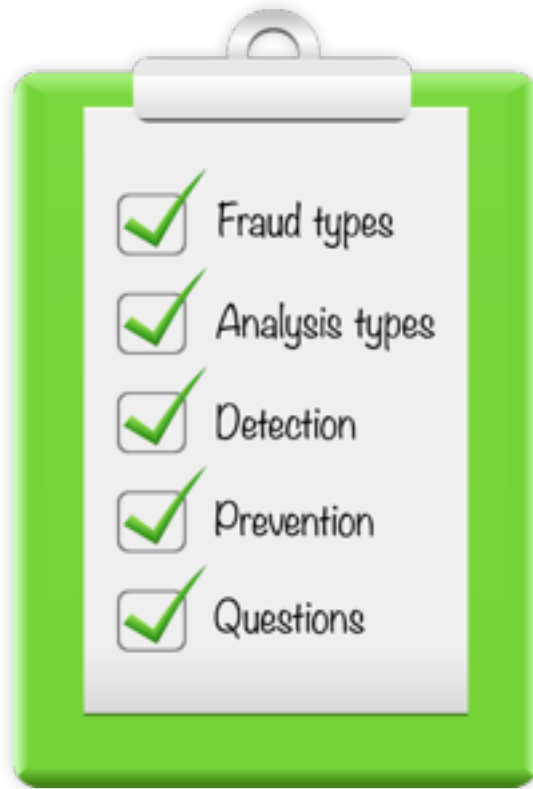 Fraud types
Analysis types
Detection
Prevention
Questions